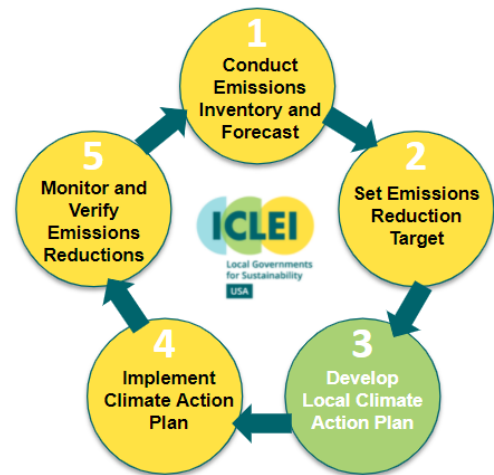 1
Conduct
Emissions
Inventory and
Forecast
2
Set Emissions
Reduction
Target
3
Develop
Local Climate
Action Plan
4
Implement
Climate Action
Plan
5
Monitor and
Verify
Emissions
Reductions
ICLEI
Local Governments
for Sustainability
USA